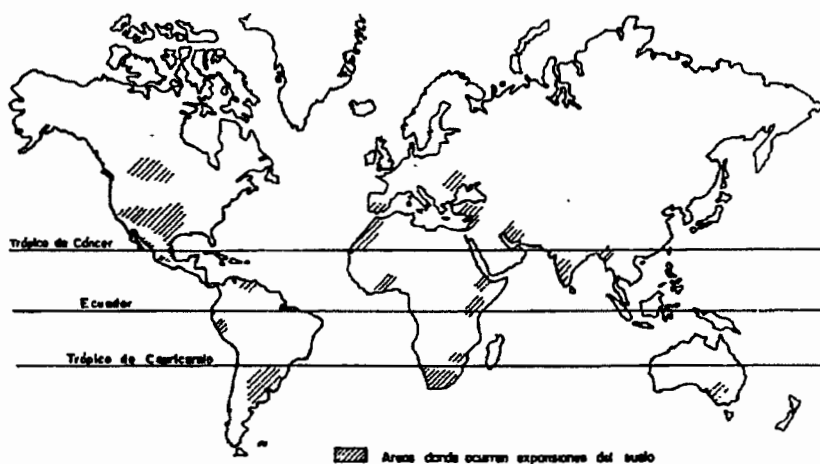 Trópico de Cáncer
Ecuador
Trópico de Capricornio
Areas donde ocurren expansiones del suelo